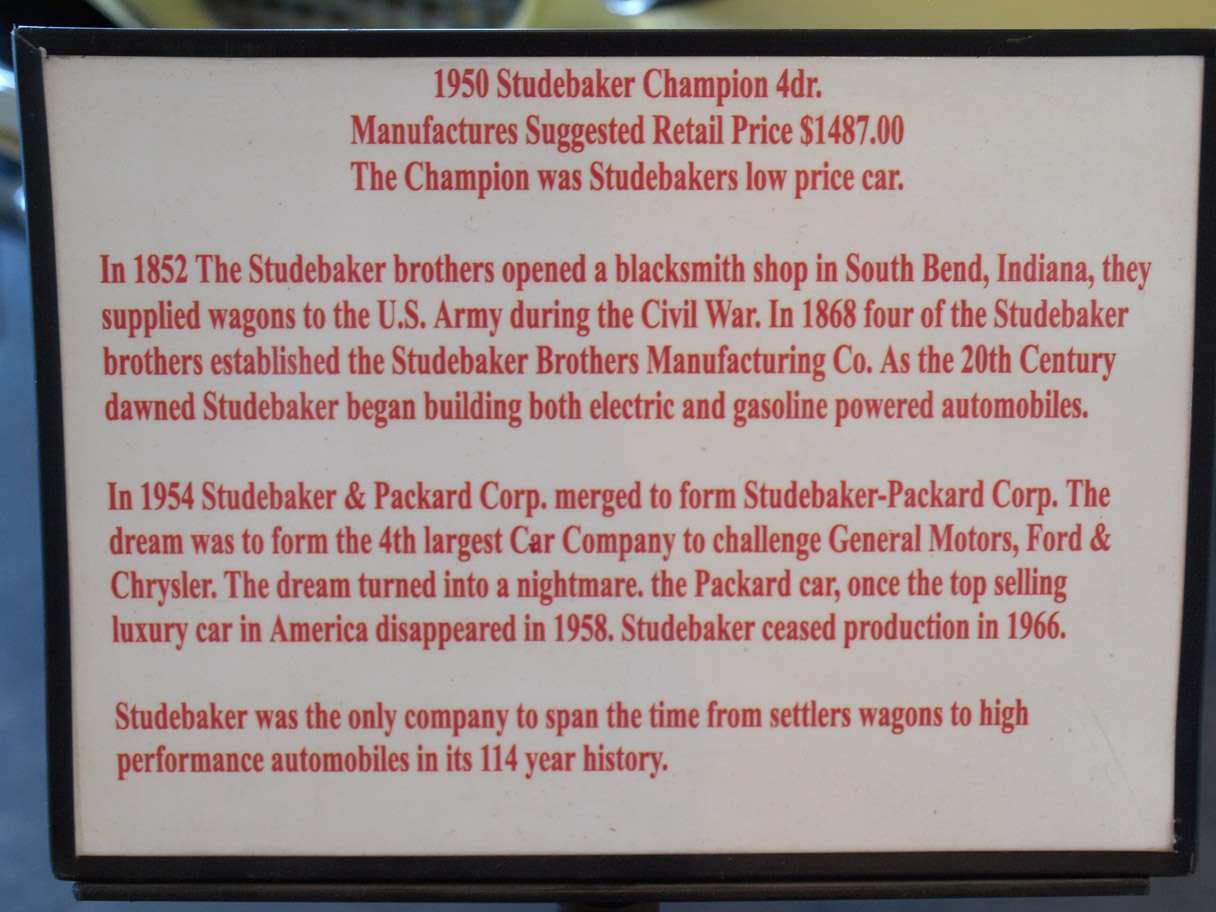 1950 Studebaker Champion 4dr.
Manufactures Suggested Retail Price $1487.00
The Champion was Studebakers low price car.
In 1852 The Studebaker brothers opened a blacksmith shop in South Bend, Indiana, they
supplied wagons to the U.S. Army during the Civil War. In 1868 four of the Studebaker
brothers established the Studebaker Brothers Manufacturing Co. As the 20th Century
dawned Studebaker began building both electric and gasoline powered automobiles.
In 1954 Studebaker & Packard Corp. merged to form Studebaker-Packard Corp. The
dream was to form the 4th largest Car Company to challenge General Motors, Ford &
Chrysler. The dream turned into a nightmare. the Packard car, once the top selling
luxury car in America disappeared in 1958. Studebaker ceased production in 1966.
Studebaker was the only company to span the time from settlers wagons to high
performance automobiles in its 114 year history.